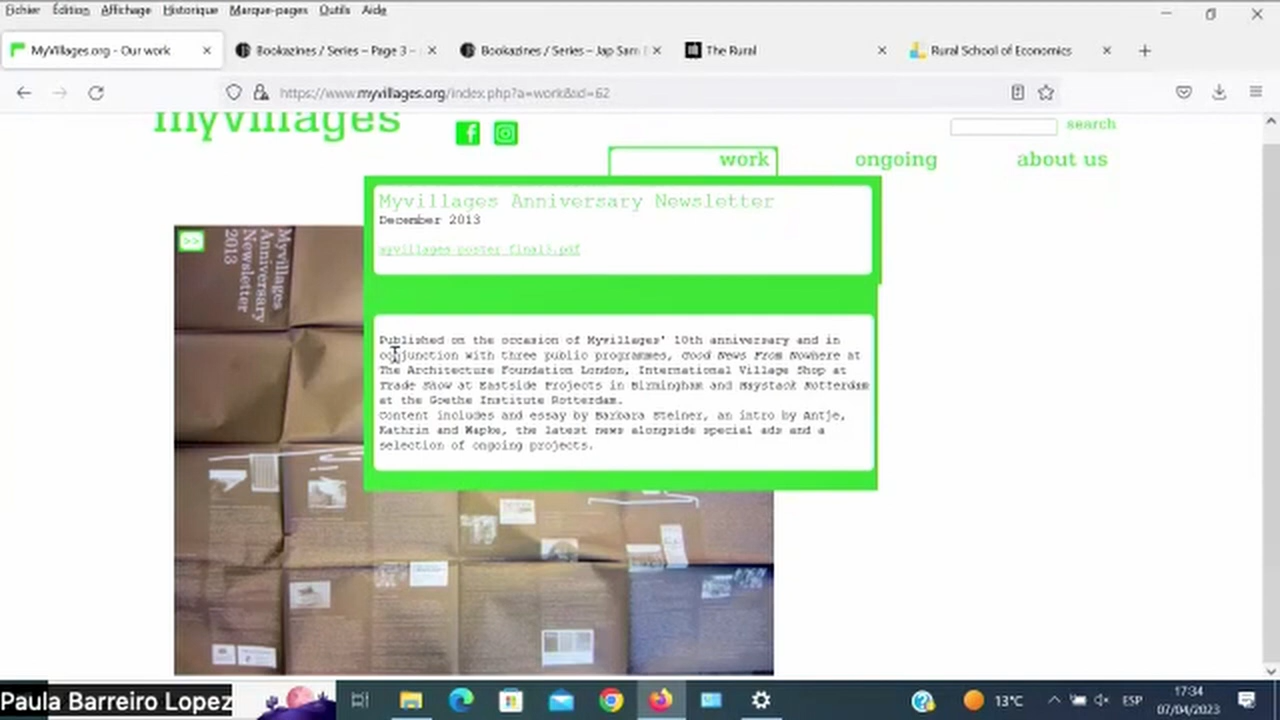 Fichier Édition Affichage Historique Marque-pages Outils Aide
MyVillages.org - Our work
Bookazines / Series – Page 3 –
Bookazines / Series – Jap Sam
The Rural
Rural School of Economics
https://www.myvillages.org/index.php?a=work&id=62
myvillages
search
work ongoing about us
Myvillages Anniversary Newsletter
December 2013
myvillages poster final3.pdf
>>
Myvillages
Anniversary
Newsletter
2013
Published on the occasion of Myvillages' 10th anniversary and in
conjunction with three public programmes, Good News From Nowhere at
The Architecture Foundation London, International Village Shop at
Trade Show at Eastside Projects in Birmingham and Haystack Rotterdam
at the Goethe Institute Rotterdam.
Content includes and essay by Barbara Steiner, an intro by Antje,
Kathrin and Wapke, the latest news alongside special ads and a
selection of ongoing projects.
Paula Barreiro Lopez
13°C
ESP
17:34
07/04/2023